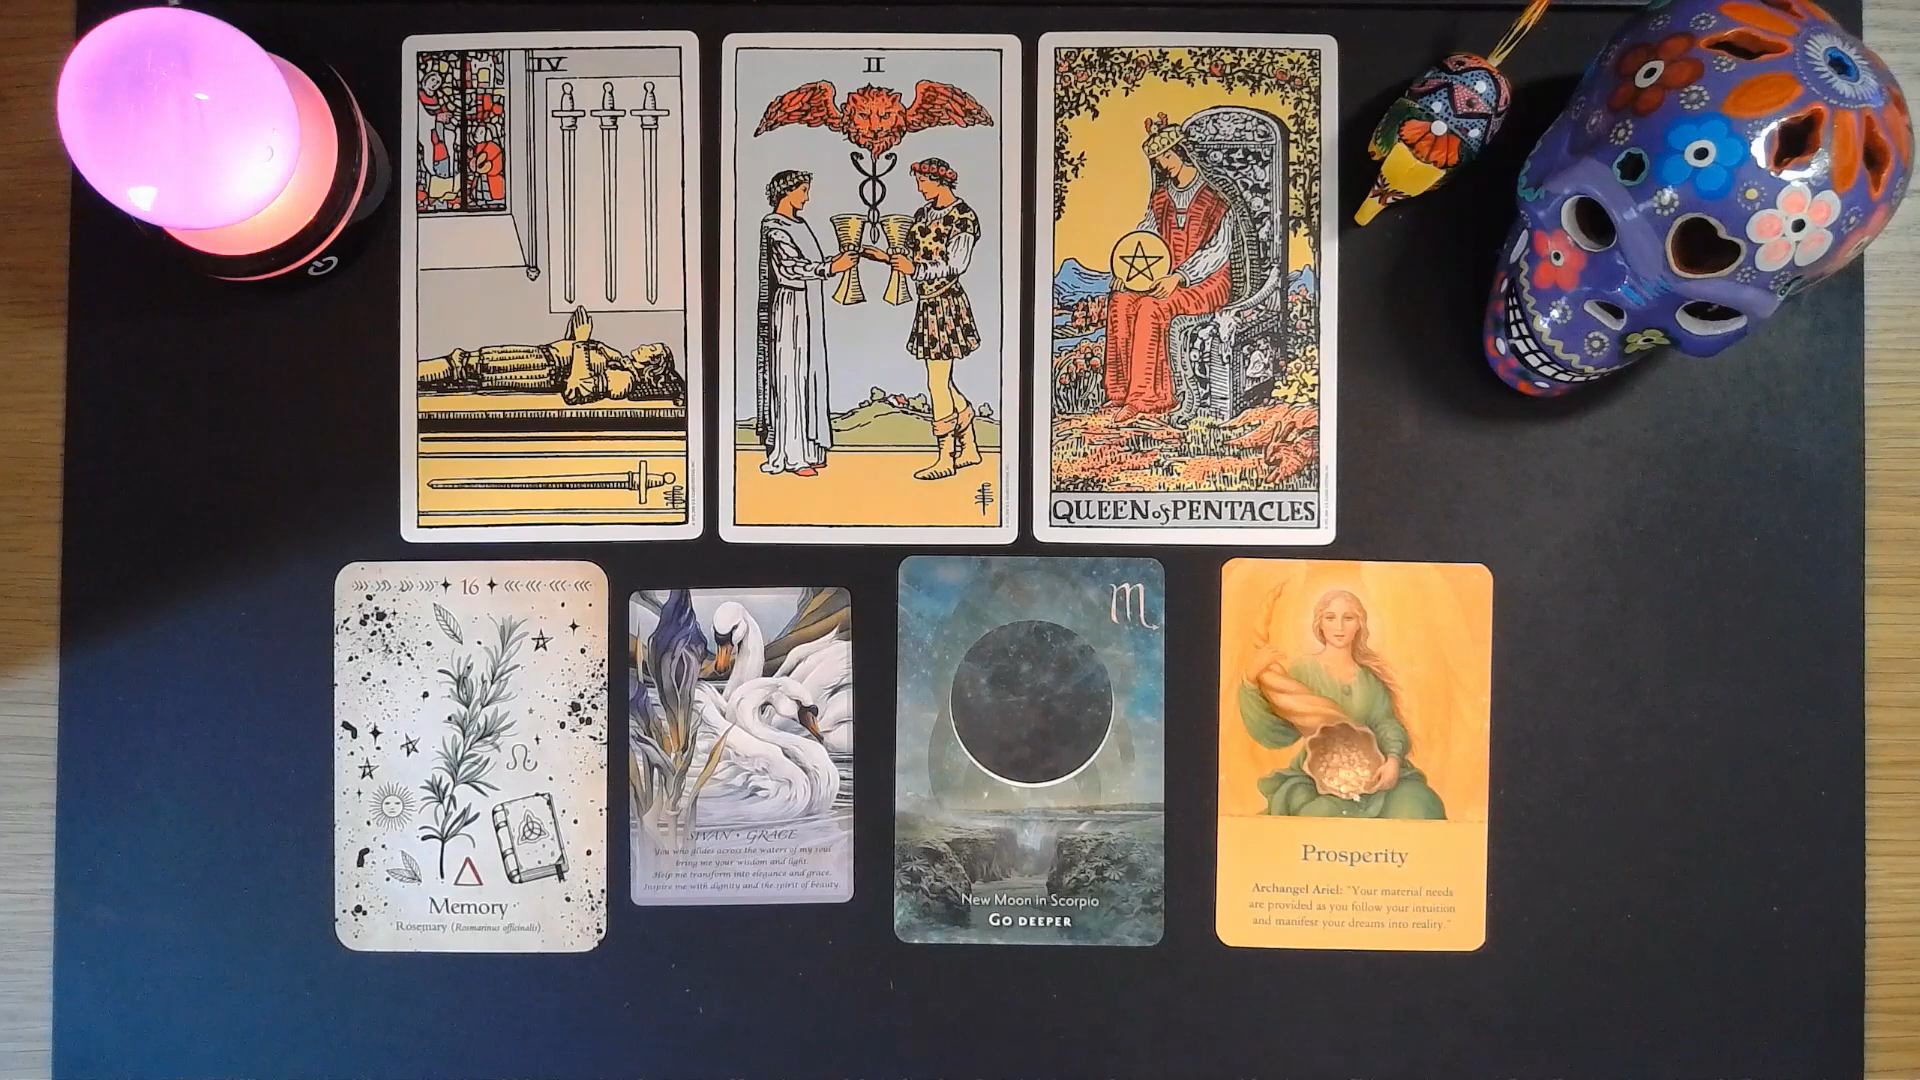 IV
II
QUEEN of PENTACLES
16
Memory
Rosemary (Rosmarinus officinalis).
SWAN • GRACE
You who glides across the waters of my soul
bring me your wisdom and light.
Help me transform into elegance and grace.
Inspire me with dignity and the spirit of beauty.
♏
New Moon in Scorpio
GO DEEPER
Prosperity
Archangel Ariel: "Your material needs
are provided as you follow your intuition
and manifest your dreams into reality."